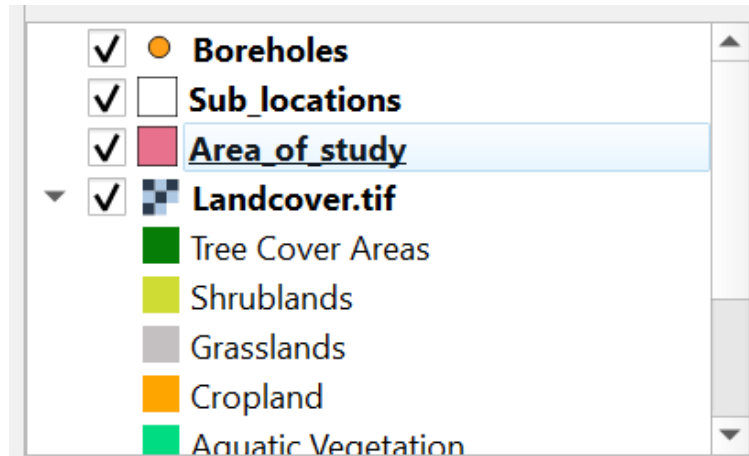 Boreholes
Sub_locations
Area_of_study
Landcover.tif
Tree Cover Areas
Shrublands
Grasslands
Cropland
Aquatic Vegetation